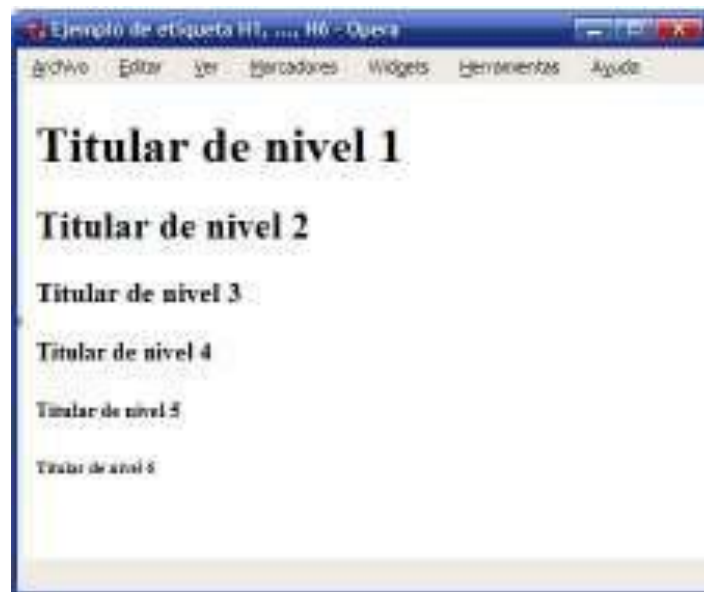 Ejemplo de etiqueta H1, ..., H6 - Opera
Archivo Editar Ver Marcadores Widgets Herramientas Ayuda
Titular de nivel 1
Titular de nivel 2
Titular de nivel 3
Titular de nivel 4
Titular de nivel 5
Titular de nivel 6